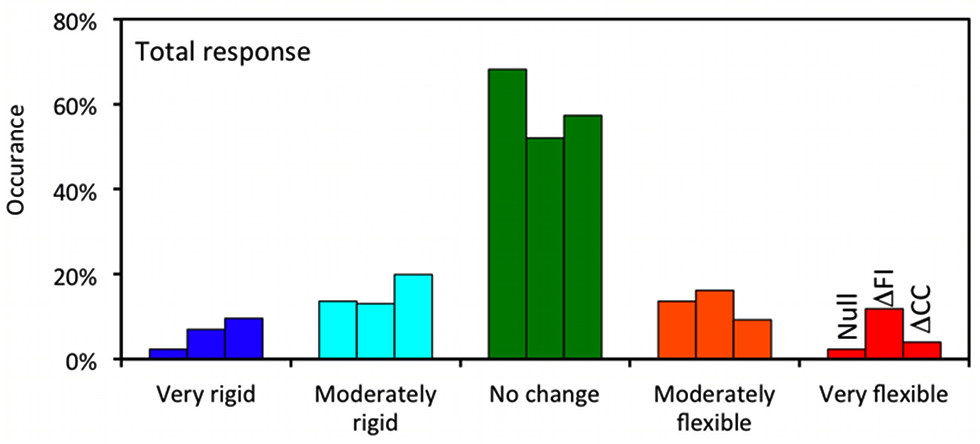 80%
Total response
60%
Occurance
40%
20%
0%
Null
ΔFI
ΔCC
Very rigid
Moderately
rigid
No change
Moderately
flexible
Very flexible